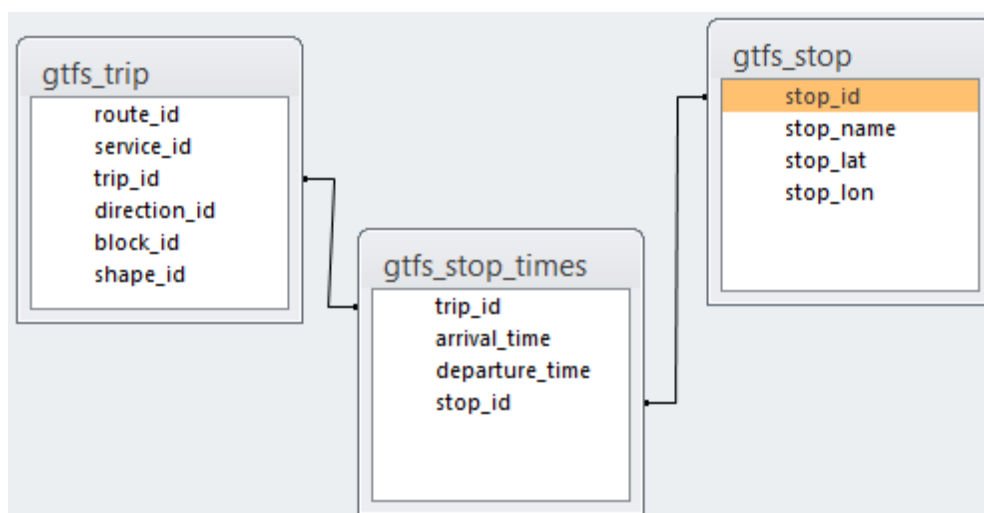 gtfs_trip
route_id
service_id
trip_id
direction_id
block_id
shape_id
gtfs_stop_times
trip_id
arrival_time
departure_time
stop_id
gtfs_stop
stop_id
stop_name
stop_lat
stop_lon